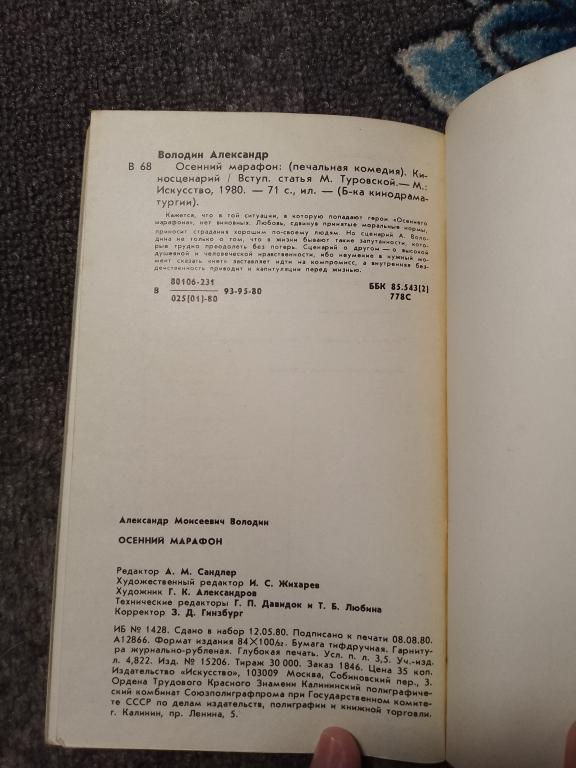 Володин Александр
В 68 Осенний марафон: (печальная комедия). Ки-
носценарий / Вступ. статья М. Туровской.— М.:
Искусство, 1980. — 71 с., ил. — (Б-ка кинодрама-
тургии).
Кажется, что в той ситуации, в которую попадают герои «Осеннего
марафона», нет виновных. Любовь, сдвинув принятые моральные нормы,
приносит страдания хорошим по-своему людям. Но сценарий А. Воло-
дина не только о том, что в жизни бывают такие запутанности, кото-
рые трудно преодолеть без потерь. Сценарий о другом — о высокой
душевной и человеческой нравственности, ибо неумение в нужный мо-
мент сказать «нет» заставляет идти на компромисс, а внутренняя без-
действенность приводит к капитуляции перед жизнью.
В 80106-231
025(01)-80 93-95-80
ББК 85.543(2)
778С
Александр Моисеевич Володин
ОСЕННИЙ МАРАФОН
Редактор А. М. Сандлер
Художественный редактор И. С. Жихарев
Художник Г. К. Александров
Технические редакторы Г. П. Давидок и Т. Б. Любина
Корректор З. Д. Гинзбург
ИБ № 1428. Сдано в набор 12.05.80. Подписано к печати 08.08.80.
А12866. Формат издания 84Х100/₃₂. Бумага тифдручная. Гарниту-
ра журнально-рубленая. Глубокая печать. Усл. п. л. 3,5. Уч.-изд.
л. 4,822. Изд. № 15206. Тираж 30 000. Заказ 1846. Цена 35 коп.
Издательство «Искусство», 103009 Москва, Собиновский пер., 3.
Ордена Трудового Красного Знамени Калининский полиграфиче-
ский комбинат Союзполиграфпрома при Государственном комите-
те СССР по делам издательств, полиграфии и книжной торговли.
г. Калинин, пр. Ленина, 5.